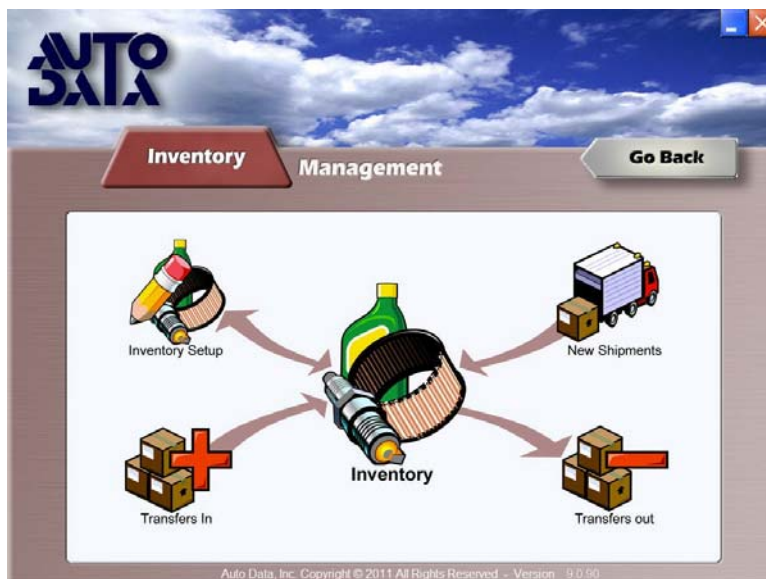 AUTO
DATA
Inventory
Management
Go Back
Inventory Setup
New Shipments
Inventory
Transfers In
Transfers out
Auto Data, Inc. Copyright © 2011 All Rights Reserved - Version 9.0.90